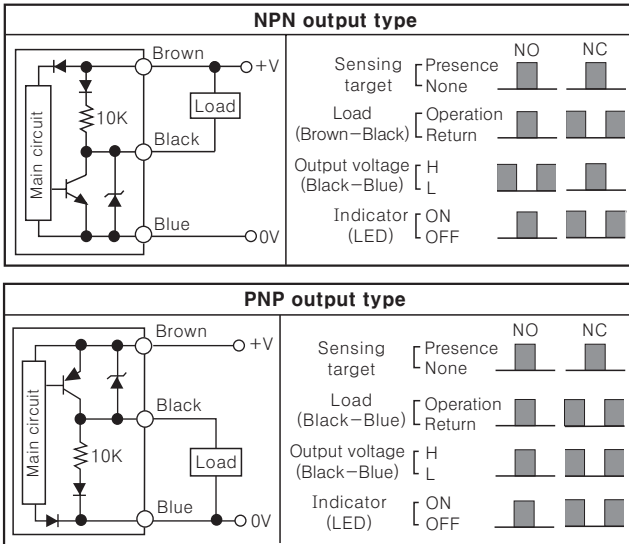 NPN output type
Brown
+V
Load
10K
Black
Main circuit
Blue
0V
NO NC
Sensing target Presence None
Load (Brown−Black) Operation Return
Output voltage (Black−Blue) H L
Indicator (LED) ON OFF
PNP output type
Brown
+V
Black
Main circuit
10K
Load
Blue
0V
NO NC
Sensing target Presence None
Load (Black−Blue) Operation Return
Output voltage (Black−Blue) H L
Indicator (LED) ON OFF